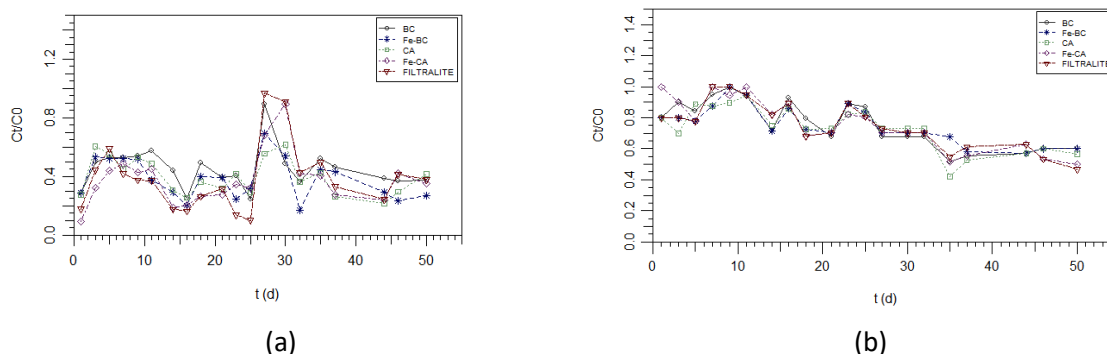 BC
Fe-BC
CA
Fe-CA
FILTRALITE
Ct/C0
0.0 0.4 0.8 1.2
0 10 20 30 40 50
t (d)
(a)
BC
Fe-BC
CA
Fe-CA
FILTRALITE
Ct/C0
0.0 0.2 0.4 0.6 0.8 1.0 1.2 1.4
0 10 20 30 40 50
t (d)
(b)